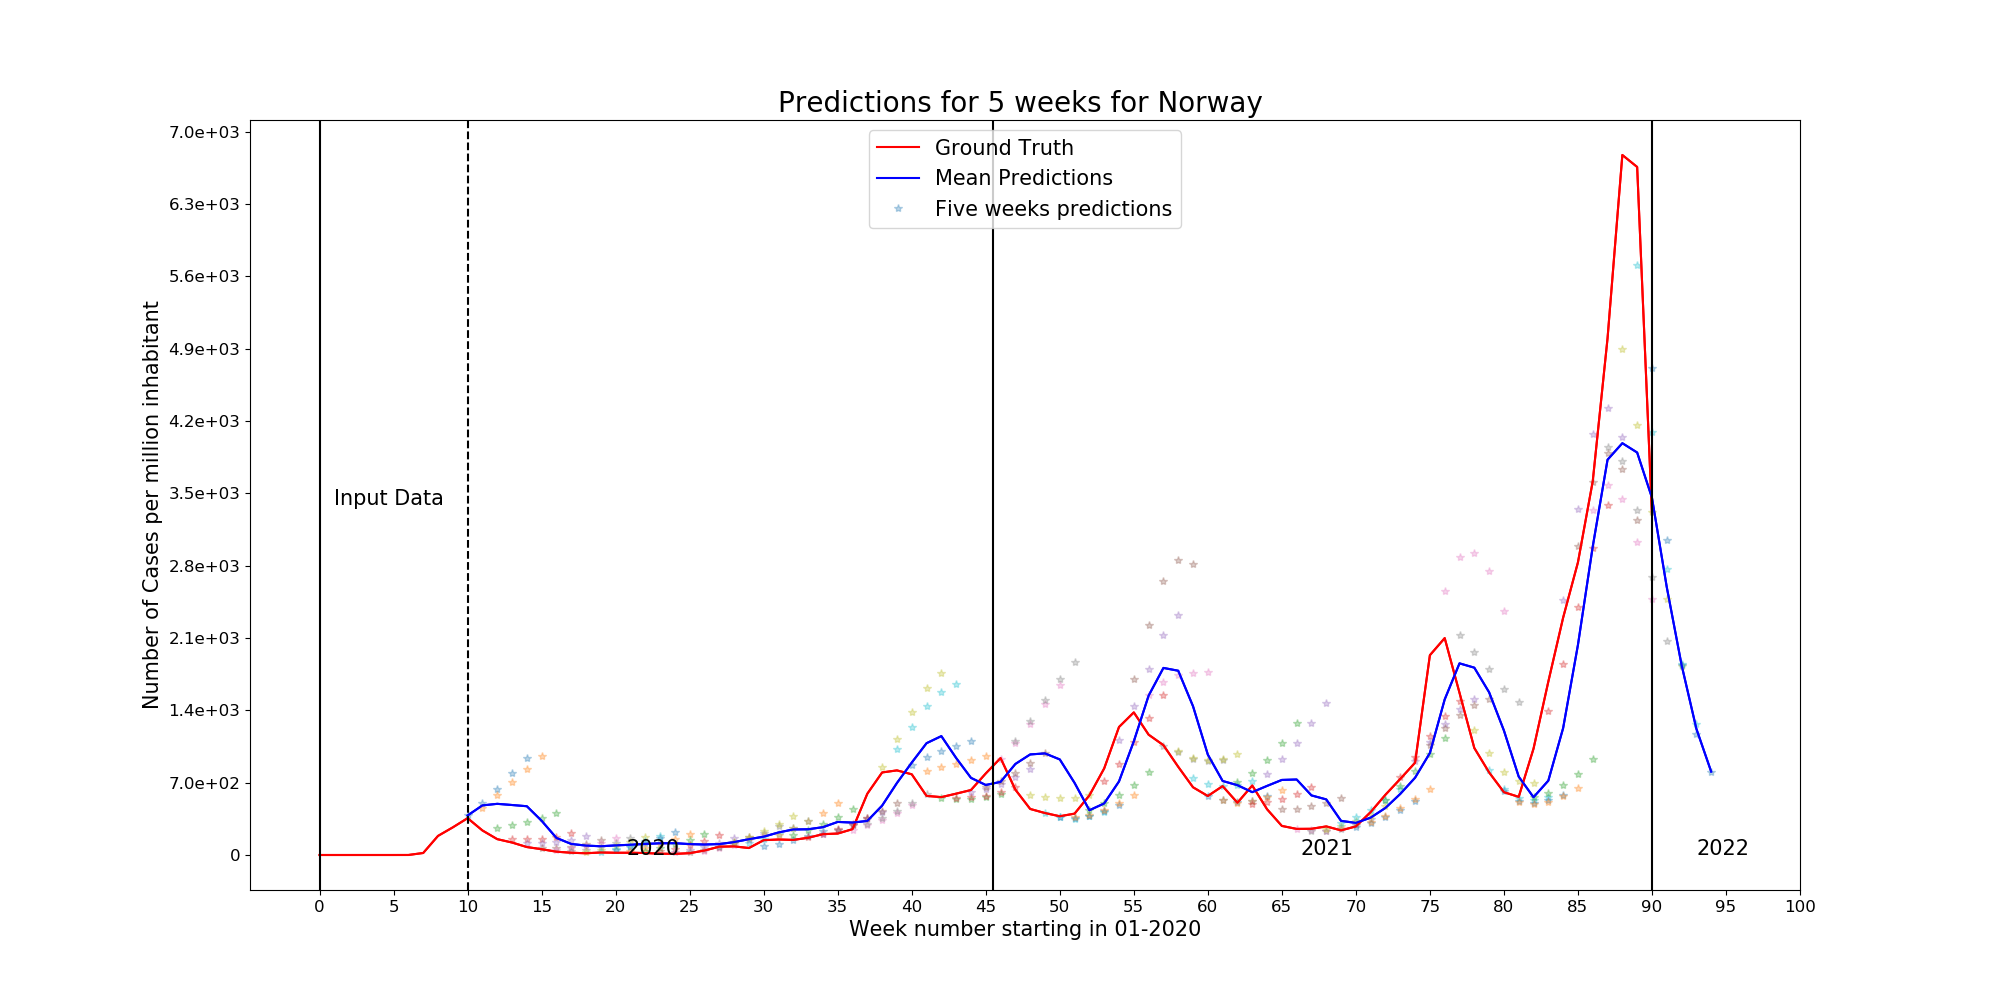 Predictions for 5 weeks for Norway
7.0e+03
6.3e+03
5.6e+03
4.9e+03
4.2e+03
3.5e+03
2.8e+03
2.1e+03
1.4e+03
7.0e+02
0
Number of Cases per million inhabitant
Ground Truth
Mean Predictions
Five weeks predictions
Input Data
2020 2021 2022
0 5 10 15 20 25 30 35 40 45 50 55 60 65 70 75 80 85 90 95 100
Week number starting in 01-2020